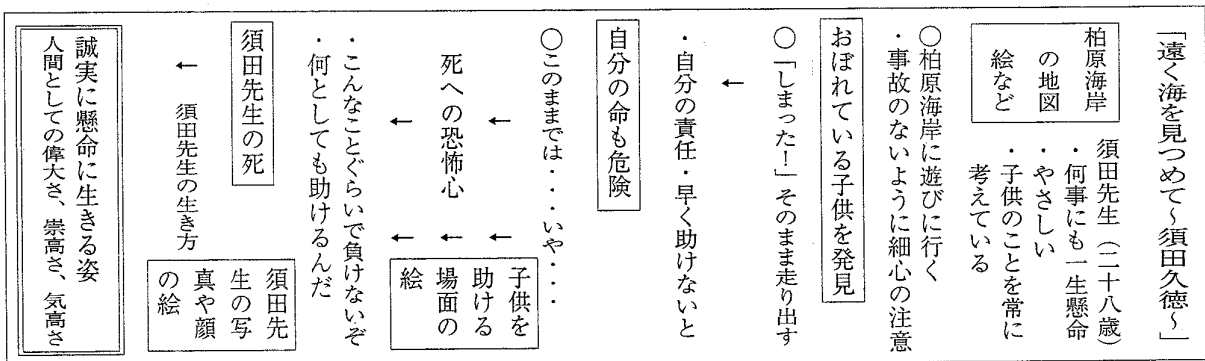 「遠く海を見つめて～須田久徳～」
柏原海岸
の地図
絵など
須田先生（二十八歳）
・何事にも一生懸命
・やさしい
・子供のことを常に
考えている
○柏原海岸に遊びに行く
・事故のないように細心の注意
おぼれている子供を発見
○「しまった！」そのまま走り出す
・自分の責任・早く助けないと
↓
自分の命も危険
○このままでは・・・いや・・・
↓ ↓
死への恐怖心 ↓
↓ ↓
子供を
助ける
場面の
絵
・こんなことぐらいで負けないぞ
・何としても助けるんだ
須田先生の死
↓ 須田先生の生き方
須田先
生の写
真や顔
の絵
誠実に懸命に生きる姿
人間としての偉大さ、崇高さ、気高さ